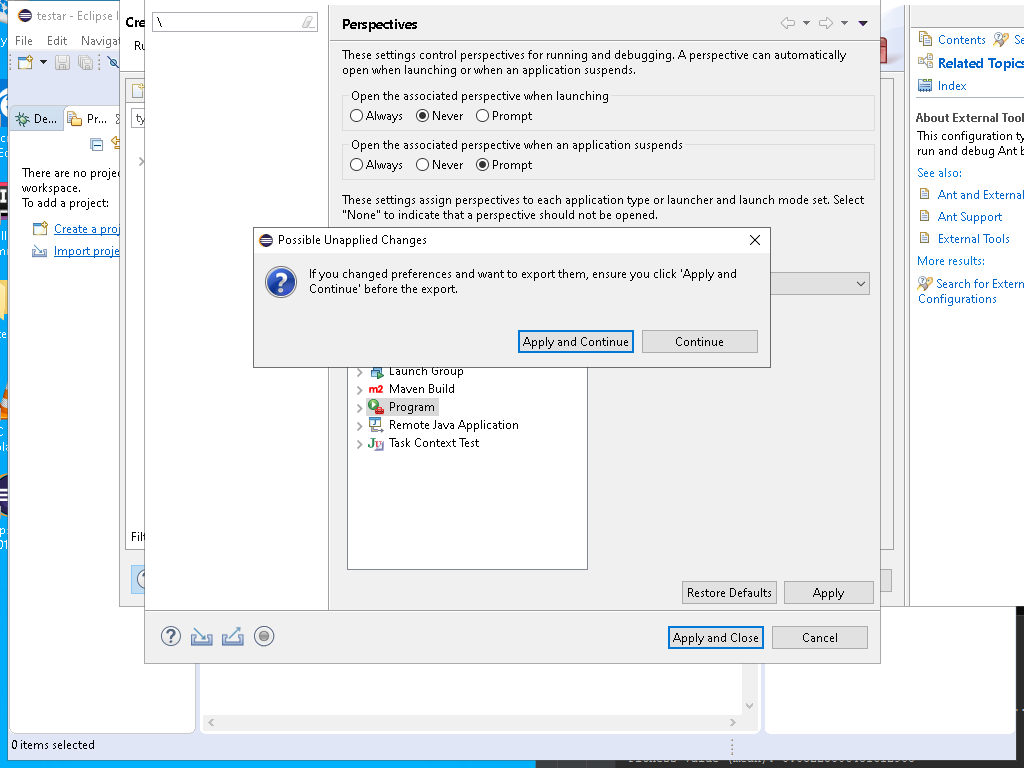 testar - Eclipse I
File Edit Navigat
De...
Pr...
There are no projec
workspace.
To add a project:
Create a proj
Import proje
Cre
Ru
ty
Filt
\
Perspectives
These settings control perspectives for running and debugging. A perspective can automatically
open when launching or when an application suspends.
Open the associated perspective when launching
Always Never Prompt
Open the associated perspective when an application suspends
Always Never Prompt
These settings assign perspectives to each application type or launcher and launch mode set. Select
"None" to indicate that a perspective should not be opened.
Possible Unapplied Changes
If you changed preferences and want to export them, ensure you click 'Apply and
Continue' before the export.
Apply and Continue Continue
Launch Group
m2 Maven Build
Program
Remote Java Application
Task Context Test
Restore Defaults Apply
Apply and Close Cancel
Contents Se
Related Topics
Index
About External Tool
This configuration ty
run and debug Ant b
See also:
Ant and External
Ant Support
External Tools
More results:
Search for Extern
Configurations
0 items selected